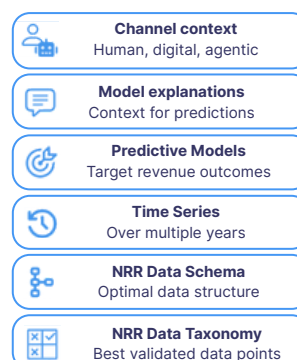 Channel context
Human, digital, agentic
Model explanations
Context for predictions
Predictive Models
Target revenue outcomes
Time Series
Over multiple years
NRR Data Schema
Optimal data structure
NRR Data Taxonomy
Best validated data points